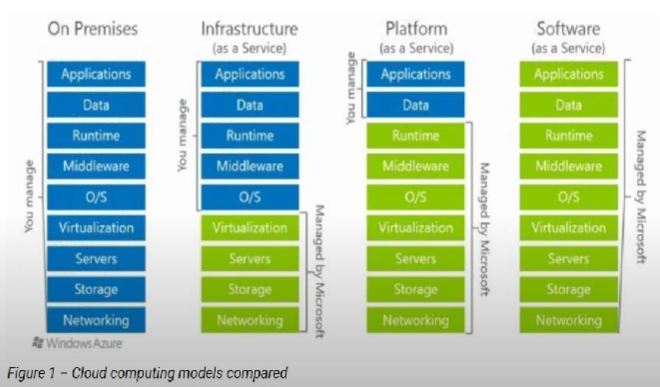 On Premises
Applications
Data
Runtime
Middleware
O/S
Virtualization
Servers
Storage
Networking
You manage
Infrastructure
(as a Service)
Applications
Data
Runtime
Middleware
O/S
Virtualization
Servers
Storage
Networking
You manage
Managed by Microsoft
Platform
(as a Service)
Applications
Data
Runtime
Middleware
O/S
Virtualization
Servers
Storage
Networking
You manage
Managed by Microsoft
Software
(as a Service)
Applications
Data
Runtime
Middleware
O/S
Virtualization
Servers
Storage
Networking
Managed by Microsoft
Windows Azure
Figure 1 – Cloud computing models compared